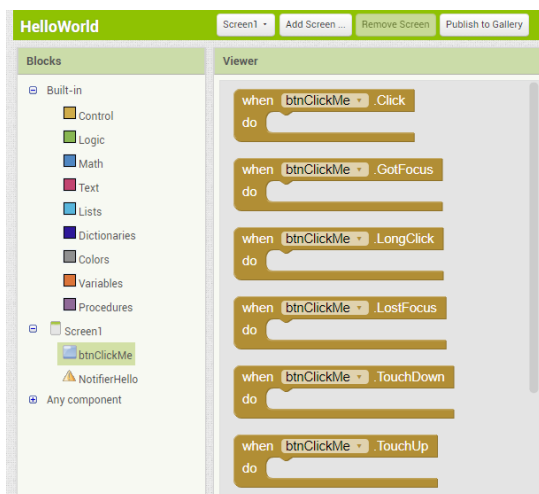 HelloWorld
Screen1
Add Screen ...
Remove Screen
Publish to Gallery
Blocks
Viewer
Built-in
Control
Logic
Math
Text
Lists
Dictionaries
Colors
Variables
Procedures
Screen1
btnClickMe
NotifierHello
Any component
when btnClickMe .Click
do
when btnClickMe .GotFocus
do
when btnClickMe .LongClick
do
when btnClickMe .LostFocus
do
when btnClickMe .TouchDown
do
when btnClickMe .TouchUp
do